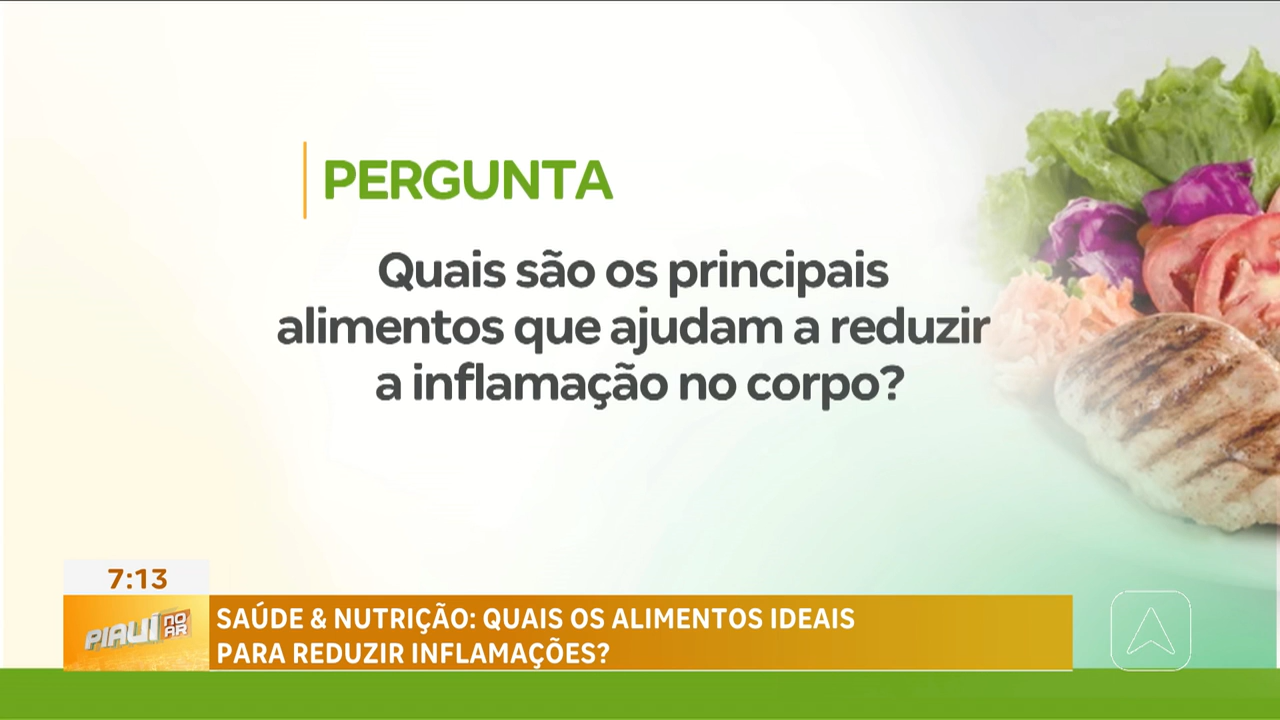 PERGUNTA
Quais são os principais
alimentos que ajudam a reduzir
a inflamação no corpo?
7:13
PIAUÍ NO AR
SAÚDE & NUTRIÇÃO: QUAIS OS ALIMENTOS IDEAIS
PARA REDUZIR INFLAMAÇÕES?